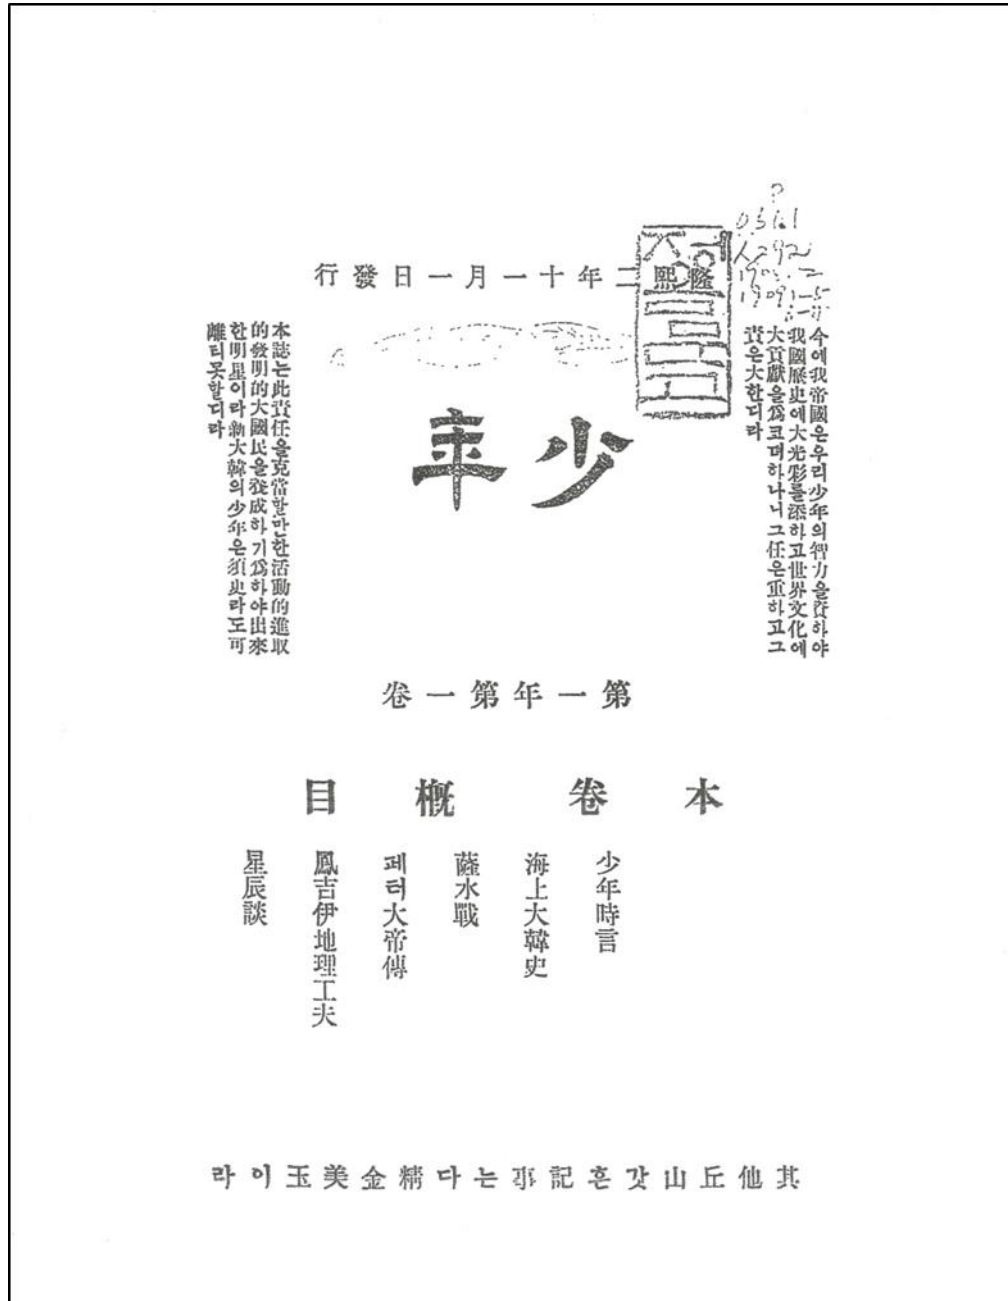 隆熙二年十一月一日發行
今에我帝國은우리少年의智力을資하야
我國歷史에大光彩를添하고世界文化에
大貢獻을爲코뎌하나니그任은重하고그
責은大한디라
少年
本誌는此責任을克當할만한活動的進取
的發明的大國民을養成하기爲하야出來
한明星이라新大韓의少年은須臾라도可
離티못할디라
第一年第一卷
本卷槪目
少年時言
海上大韓史
薩水戰
페터大帝傳
鳳吉伊地理工夫
星辰談
其他丘山갓흔記事는다精金美玉이라